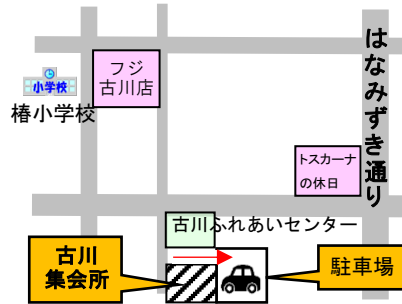 はなみずき通り
フジ
古川店
小学校
椿小学校
トスカーナ
の休日
古川ふれあいセンター
古川
集会所
駐車場